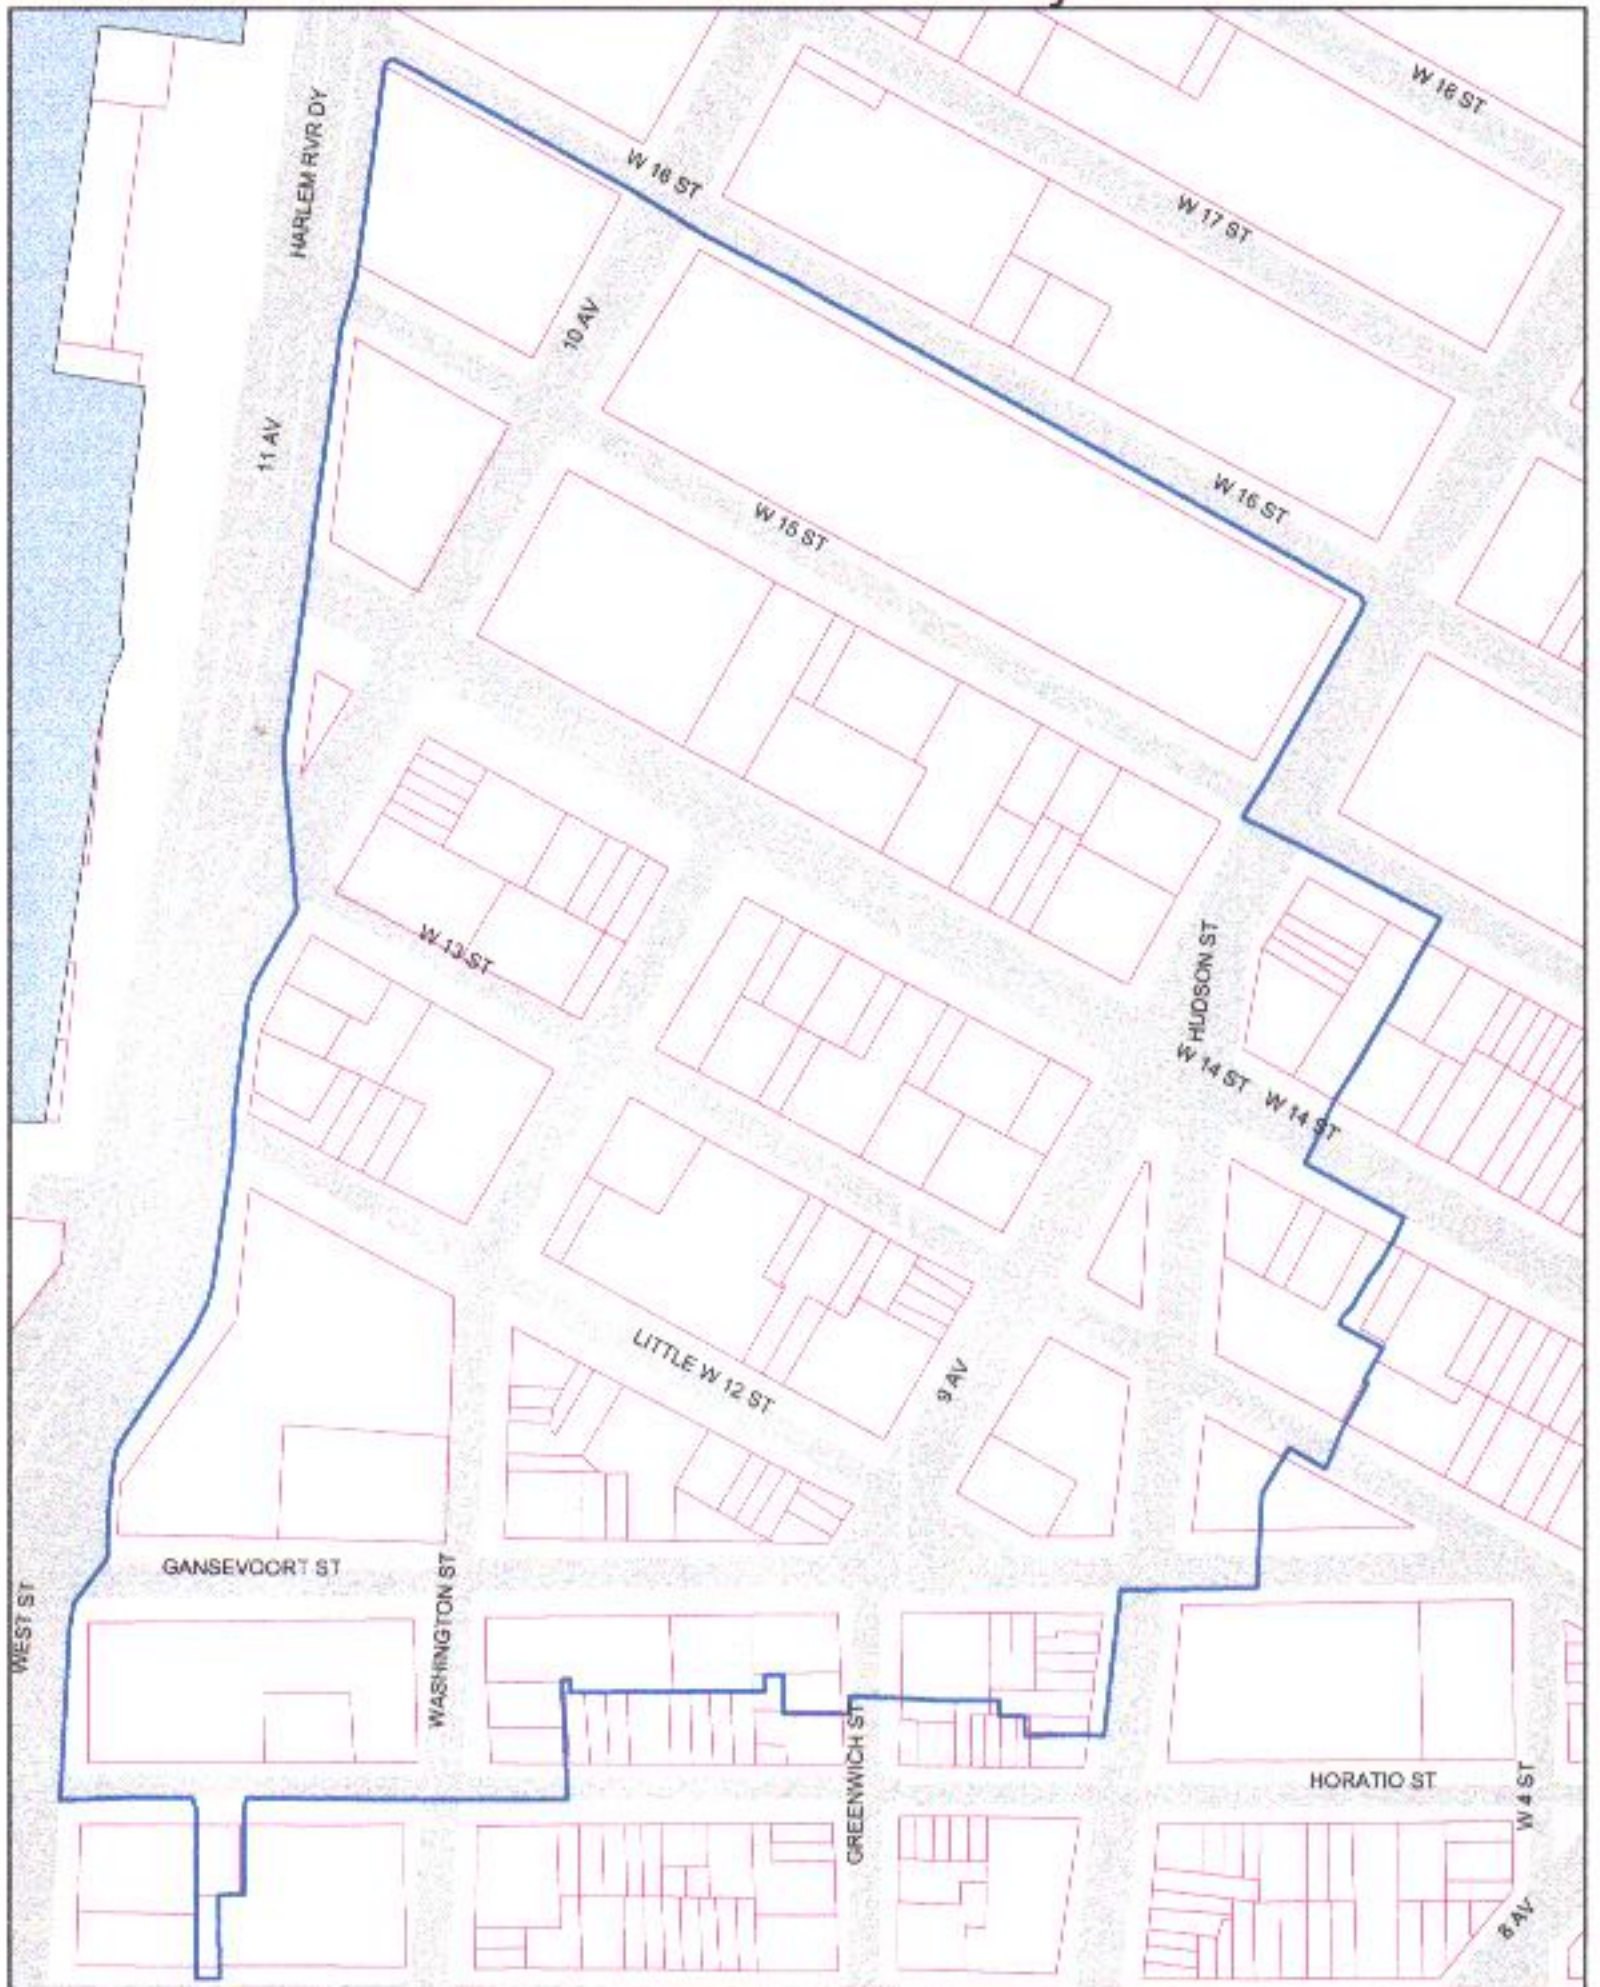 W 18 ST
HARLEM RVR DY
W 16 ST
W 17 ST
10 AV
11 AV
W 16 ST
W 15 ST
W 13 ST
HUDSON ST
W 14 ST
W 14 ST
LITTLE W 12 ST
9 AV
GANSEVOORT ST
WEST ST
WASHINGTON ST
GREENWICH ST
HORATIO ST
W 4 ST
8 AV